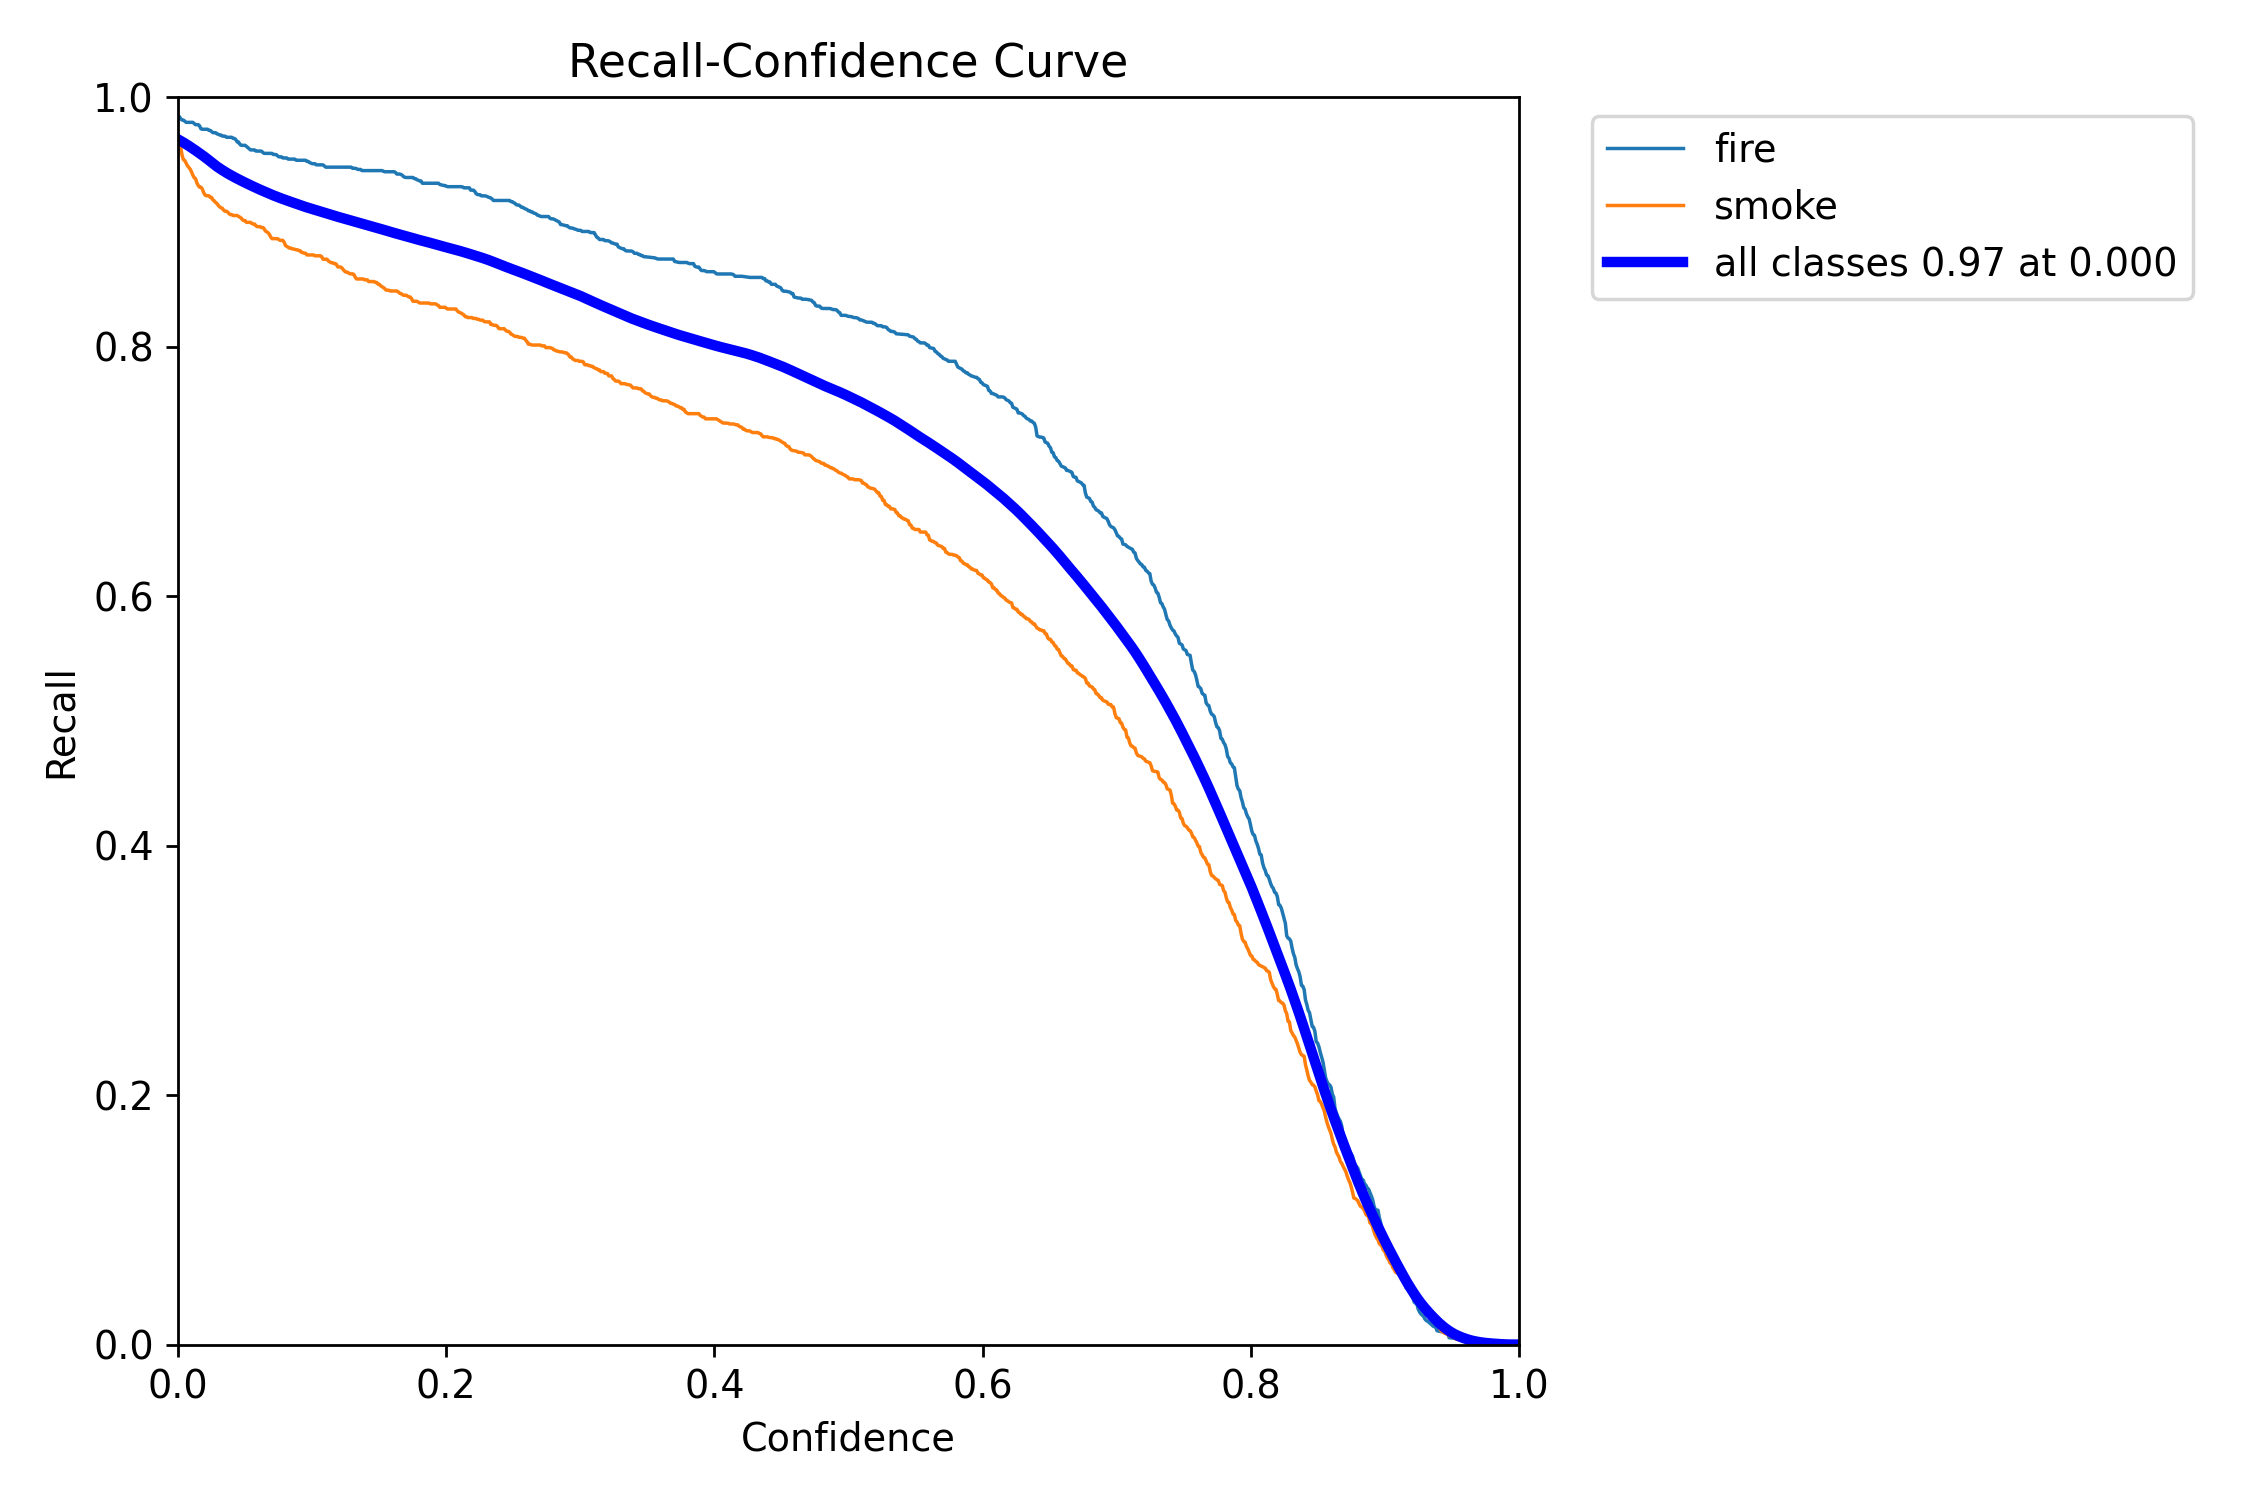 Recall-Confidence Curve
1.0
0.8
0.6
0.4
0.2
0.0
Recall
0.0 0.2 0.4 0.6 0.8 1.0
Confidence
fire
smoke
all classes 0.97 at 0.000